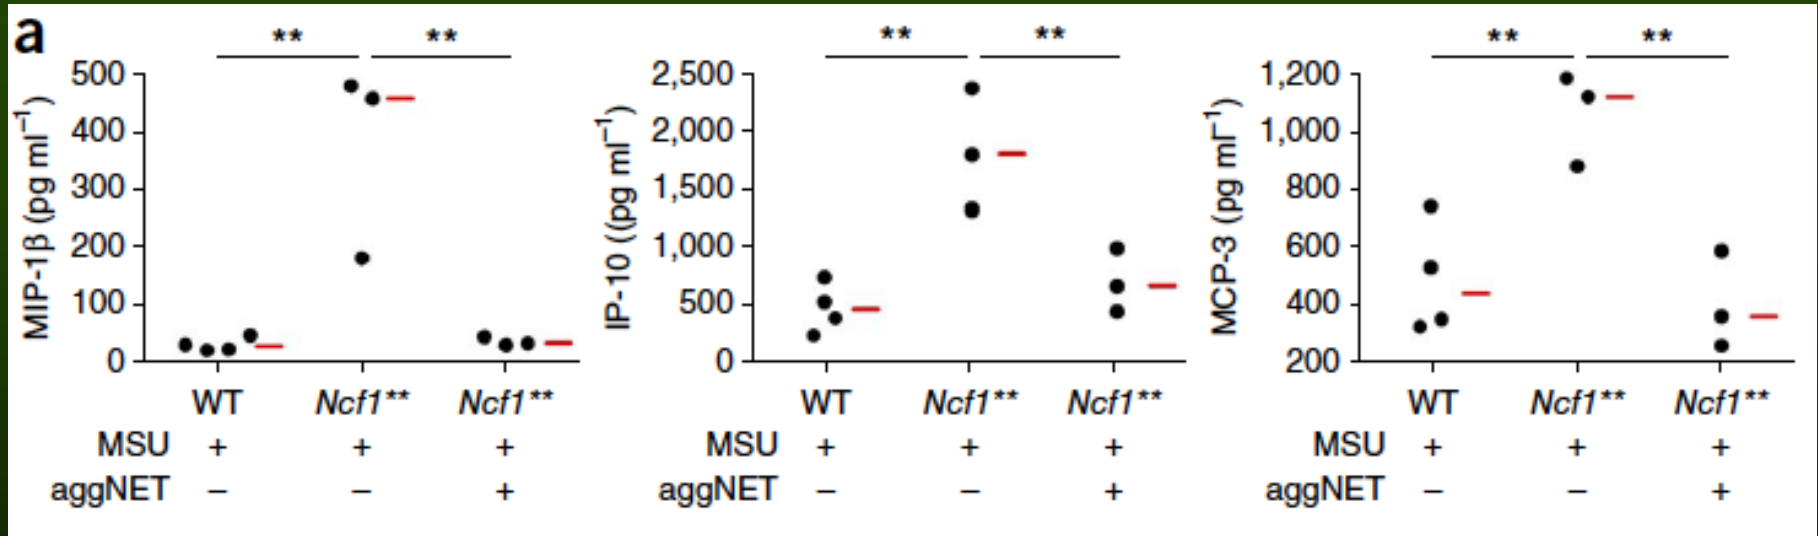 a
** **
MIP-1β (pg ml⁻¹)
500
400
300
200
100
0
WT Ncf1** Ncf1**
MSU + + +
aggNET – – +
** **
IP-10 ((pg ml⁻¹)
2,500
2,000
1,500
1,000
500
0
WT Ncf1** Ncf1**
MSU + + +
aggNET – – +
** **
MCP-3 (pg ml⁻¹)
1,200
1,000
800
600
400
200
WT Ncf1** Ncf1**
MSU + + +
aggNET – – +